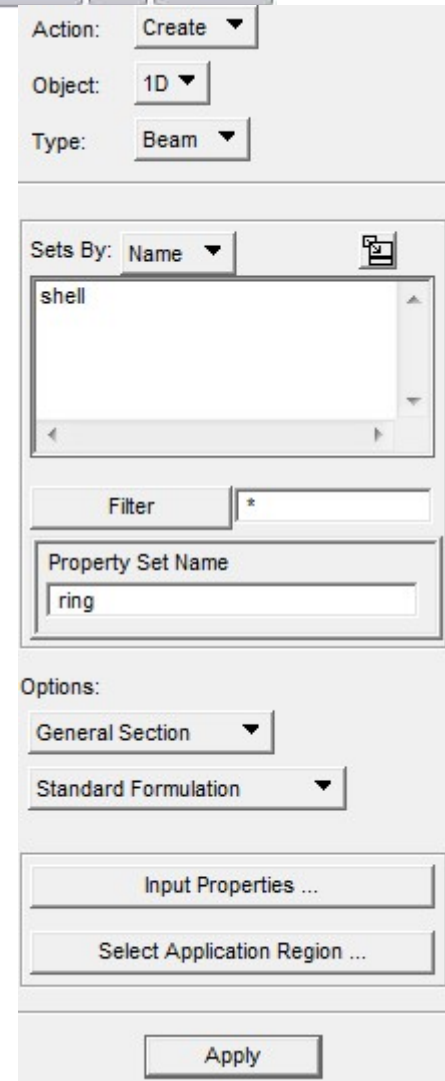 Action: Create
Object: 1D
Type: Beam
Sets By: Name
shell
Filter *
Property Set Name
ring
Options:
General Section
Standard Formulation
Input Properties ...
Select Application Region ...
Apply